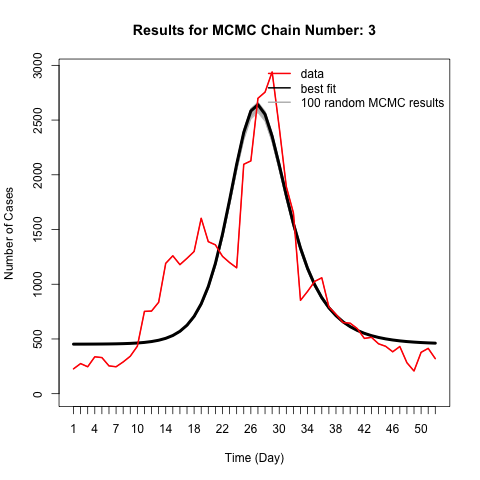 Results for MCMC Chain Number: 3
data
best fit
100 random MCMC results
Number of Cases
3000
2500
2000
1500
1000
500
0
1 4 7 10 14 18 22 26 30 34 38 42 46 50
Time (Day)